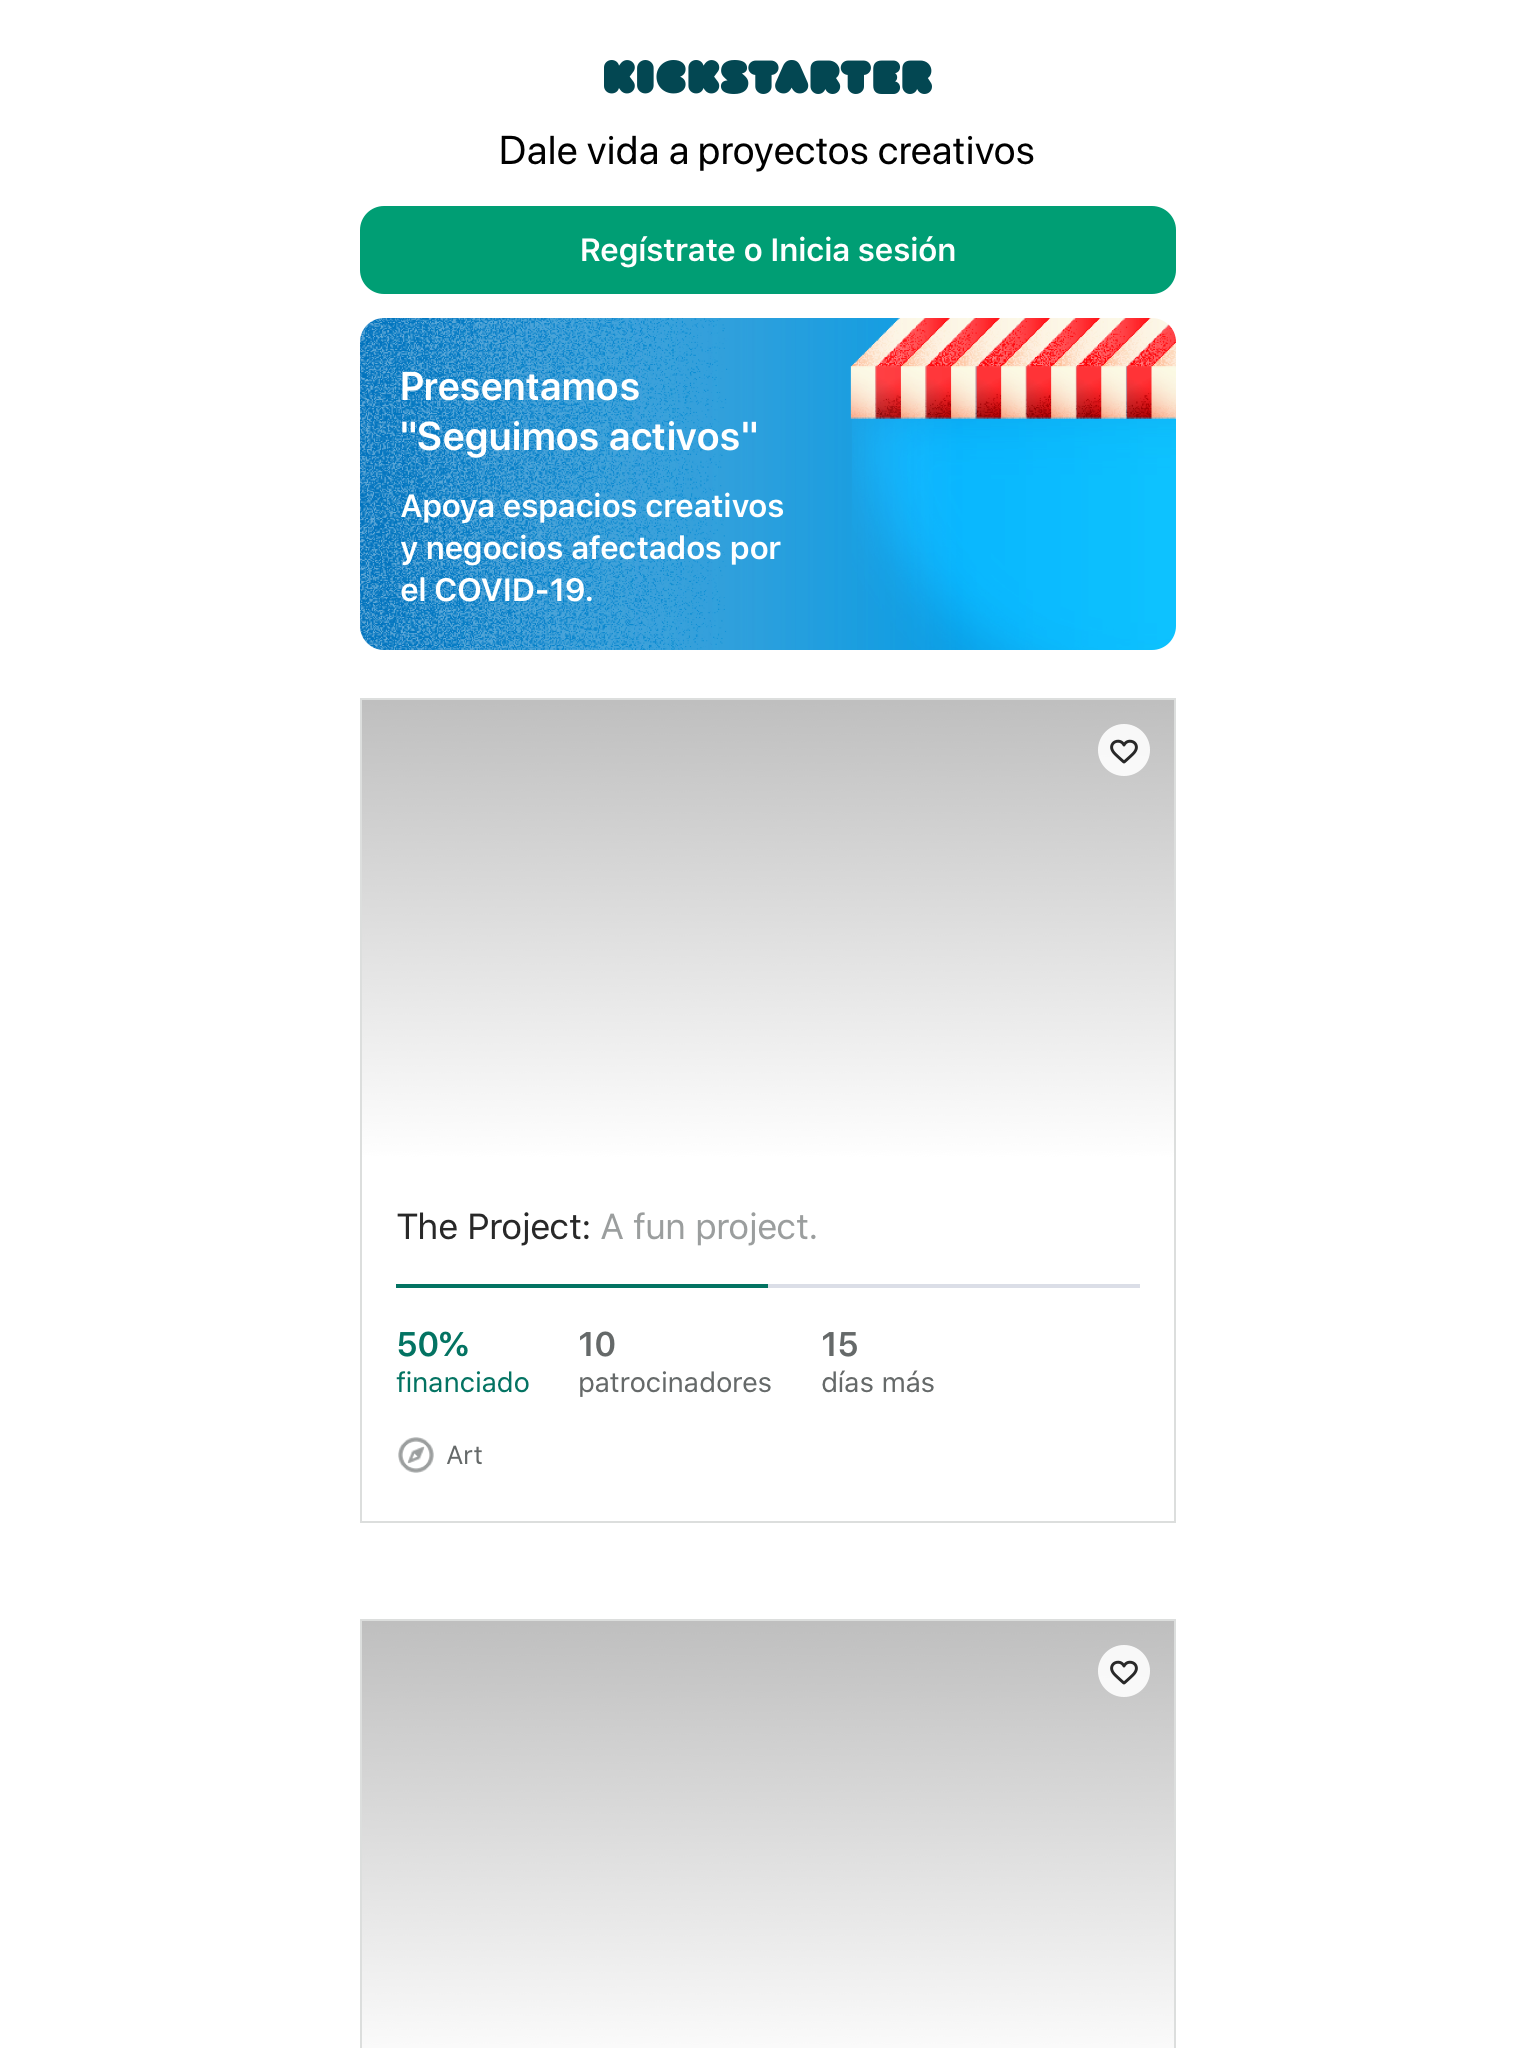 KICKSTARTER
Dale vida a proyectos creativos
Regístrate o Inicia sesión
Presentamos
"Seguimos activos"
Apoya espacios creativos
y negocios afectados por
el COVID-19.
The Project: A fun project.
50% 10 15
financiado patrocinadores días más
Art